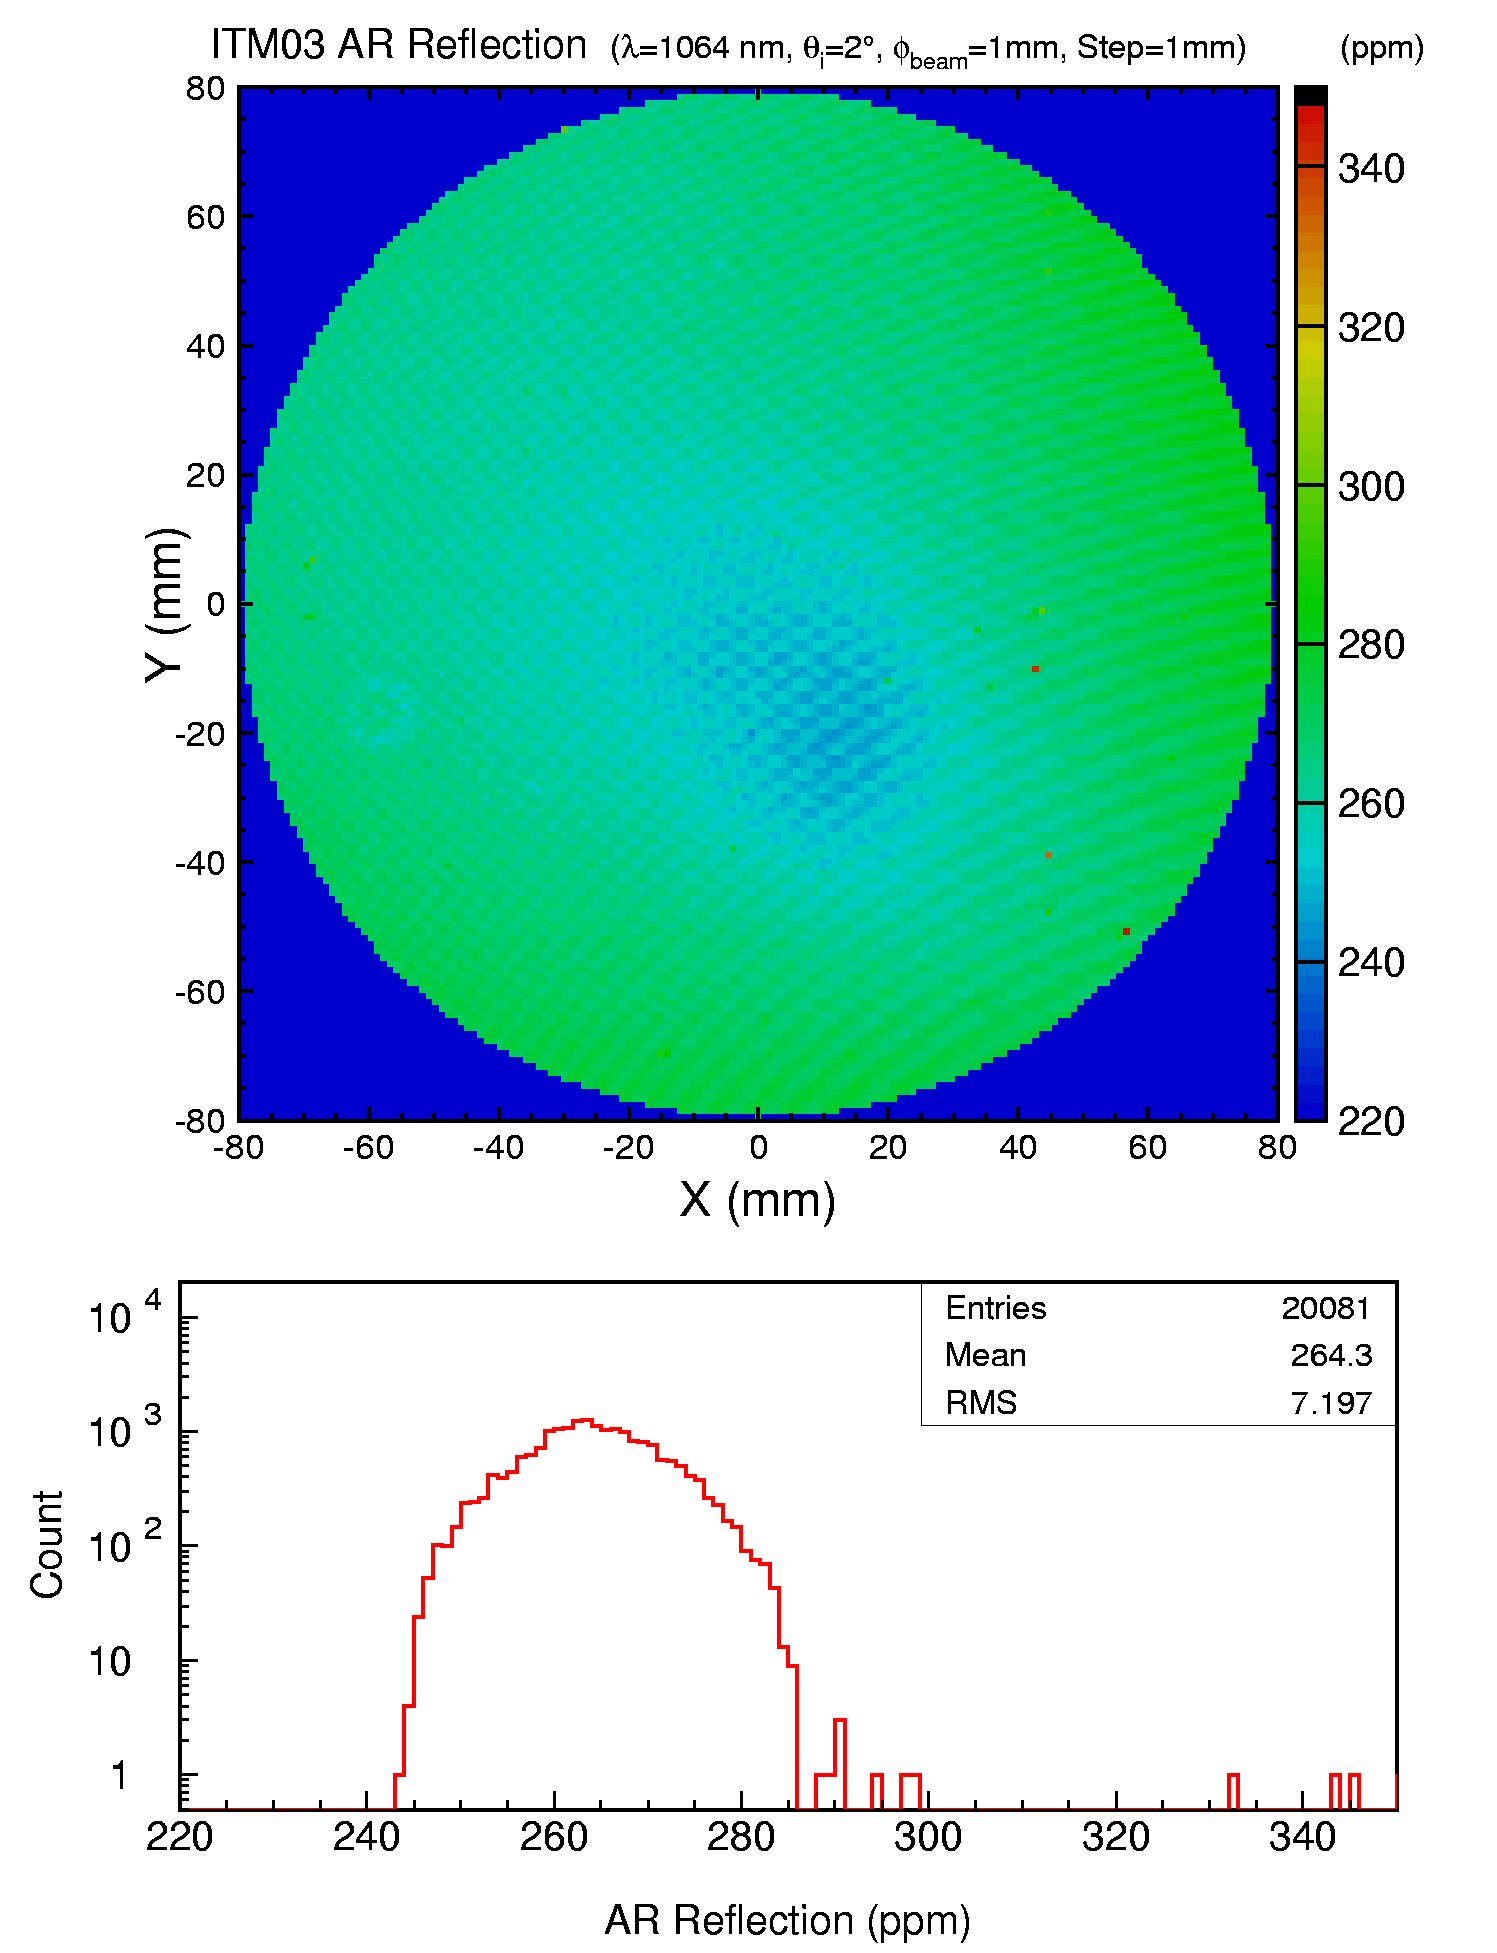 ITM03 AR Reflection (λ=1064 nm, θi=2°, ϕbeam=1mm, Step=1mm) (ppm)
80
60
40
20
0
-20
-40
-60
-80
Y (mm)
-80 -60 -40 -20 0 20 40 60 80
X (mm)
340
320
300
280
260
240
220
Entries 20081
Mean 264.3
RMS 7.197
10 4
10 3
10 2
10
1
Count
220 240 260 280 300 320 340
AR Reflection (ppm)